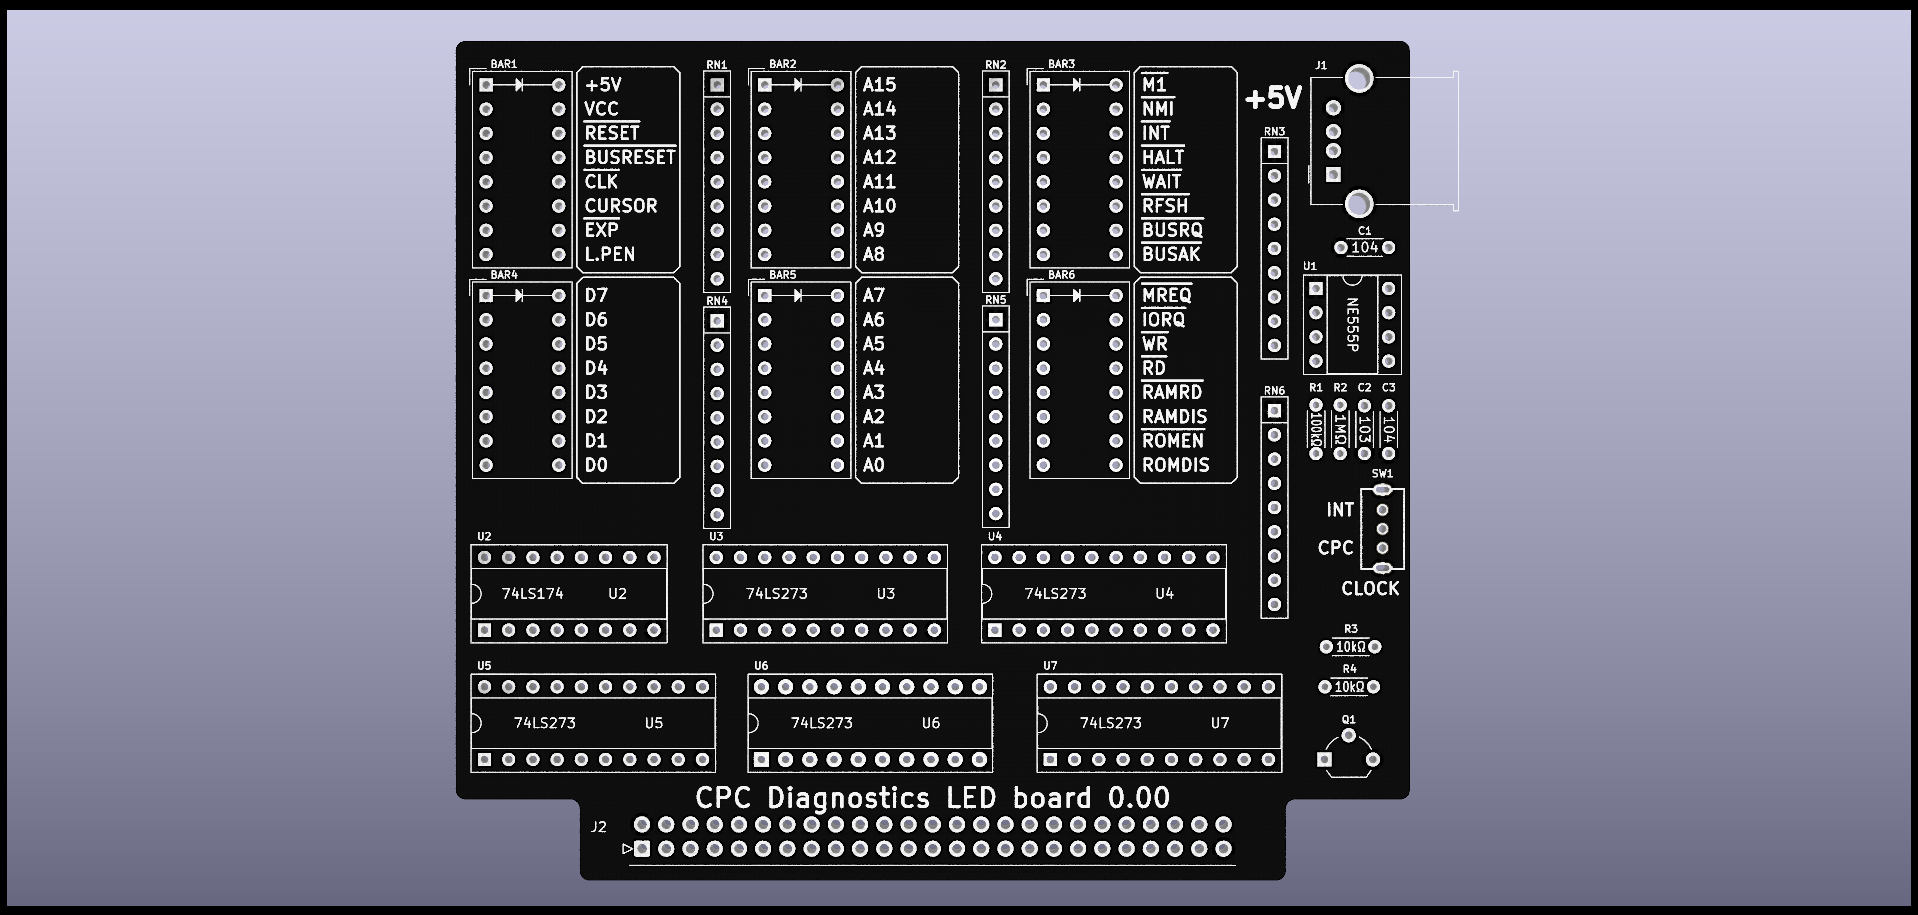 BAR1
+5V
VCC
RESET
BUSRESET
CLK
CURSOR
EXP
L.PEN
RN1
BAR2
A15
A14
A13
A12
A11
A10
A9
A8
RN2
BAR3
M1
NMI
INT
HALT
WAIT
RFSH
BUSRQ
BUSAK
+5V
RN3
J1
C1
104
U1
NE555P
BAR4
D7
D6
D5
D4
D3
D2
D1
D0
RN4
BAR5
A7
A6
A5
A4
A3
A2
A1
A0
RN5
BAR6
MREQ
IORQ
WR
RD
RAMRD
RAMDIS
ROMEN
ROMDIS
RN6
R1 R2 C2 C3
100kΩ 1MΩ 103 104
SW1
INT
CPC
CLOCK
U2
74LS174 U2
U3
74LS273 U3
U4
74LS273 U4
R3
10kΩ
R4
10kΩ
U5
74LS273 U5
U6
74LS273 U6
U7
74LS273 U7
Q1
CPC Diagnostics LED board 0.00
J2